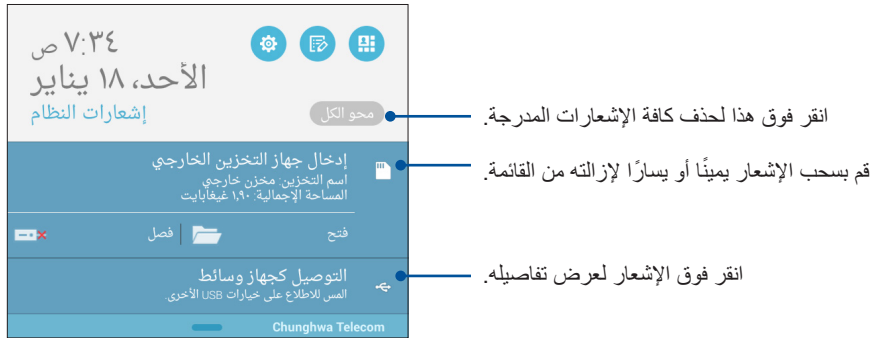 ٧:٣٤ ص
الأحد، ١٨ يناير
إشعارات النظام
محو الكل
انقر فوق هذا لحذف كافة الإشعارات المدرجة.
إدخال جهاز التخزين الخارجي
اسم التخزين: مخزن خارجي
المساحة الإجمالية: ١,٩٠ غيغابايت
قم بسحب الإشعار يمينًا أو يسارًا لإزالته من القائمة.
فتح
فصل
التوصيل كجهاز وسائط
المس للاطلاع على خيارات USB الأخرى.
انقر فوق الإشعار لعرض تفاصيله.
Chunghwa Telecom